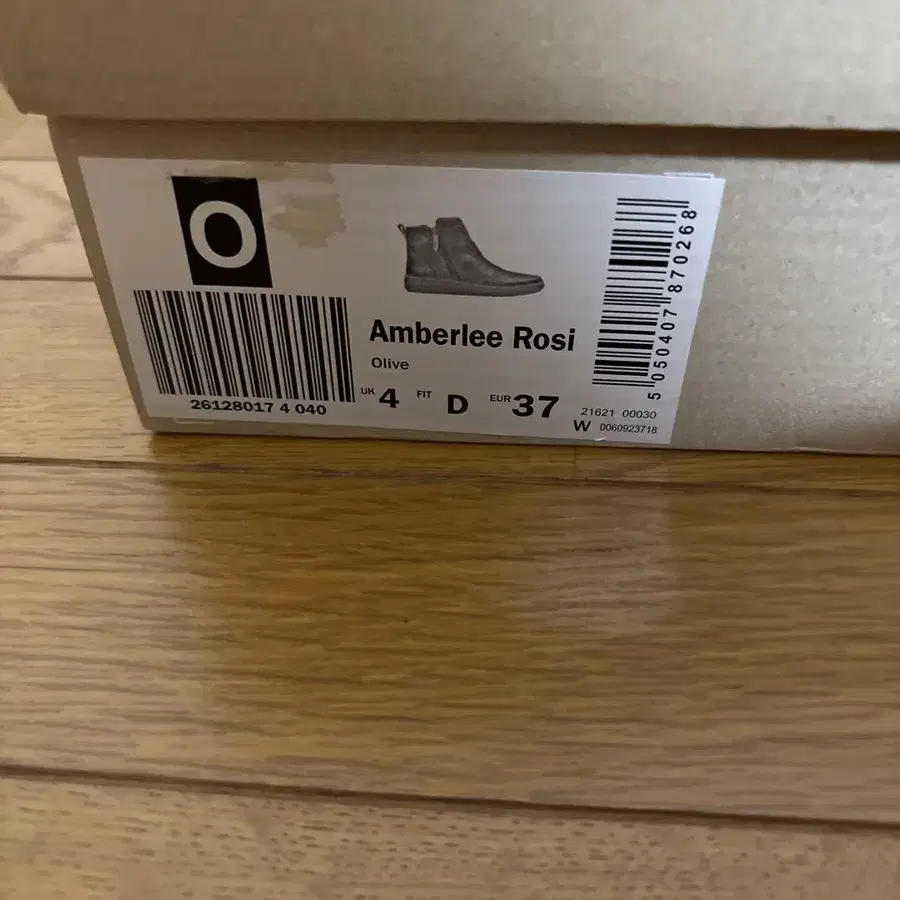 O
26128017 4 040
Amberlee Rosi
Olive
UK 4 FIT D EUR 37
5 050407 870268
21621 00030
W 0060923718